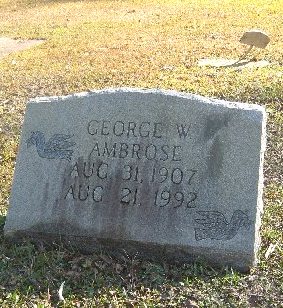 GEORGE W
AMBROSE
AUG 31, 1907
AUG 21, 1992